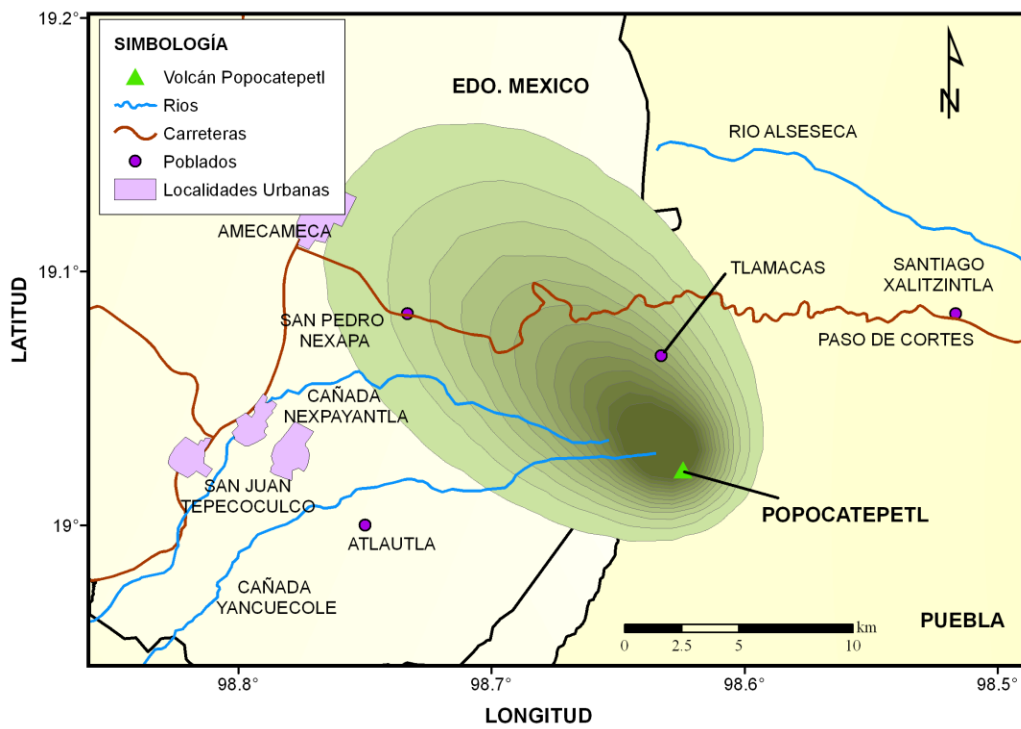 19.2°
SIMBOLOGÍA
Volcán Popocatepetl
Rios
Carreteras
Poblados
Localidades Urbanas
EDO. MEXICO
N
RIO ALSESECA
AMECAMECA
19.1°
TLAMACAS
SANTIAGO
XALITZINTLA
LATITUD
SAN PEDRO
NEXAPA
PASO DE CORTES
CAÑADA
NEXPAYANTLA
SAN JUAN
TEPECOCULCO
POPOCATEPETL
19°
ATLAUTLA
CAÑADA
YANCUECOLE
PUEBLA
km
0 2.5 5 10
98.8° 98.7° 98.6° 98.5°
LONGITUD